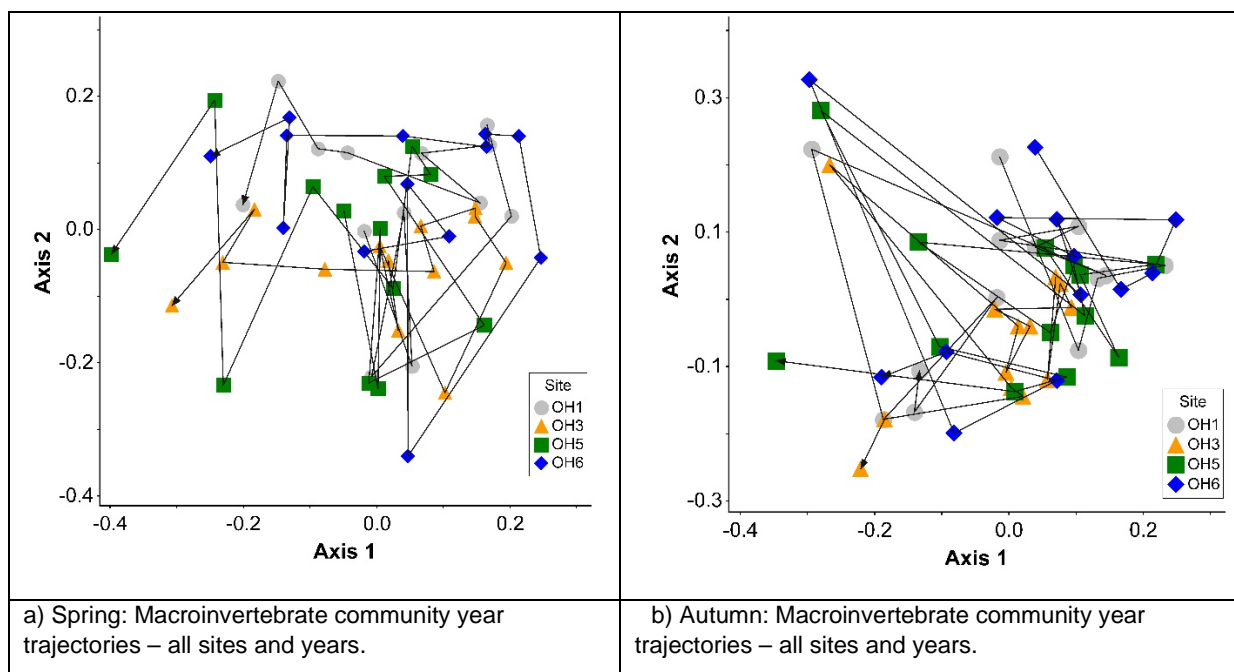 0.2
0.0
-0.2
-0.4
Axis 2
-0.4
-0.2
0.0
0.2
Axis 1
Site
OH1
OH3
OH5
OH6
0.3
0.1
-0.1
-0.3
Axis 2
-0.4
-0.2
0.0
0.2
Axis 1
Site
OH1
OH3
OH5
OH6
a) Spring: Macroinvertebrate community year
trajectories – all sites and years.
b) Autumn: Macroinvertebrate community year
trajectories – all sites and years.